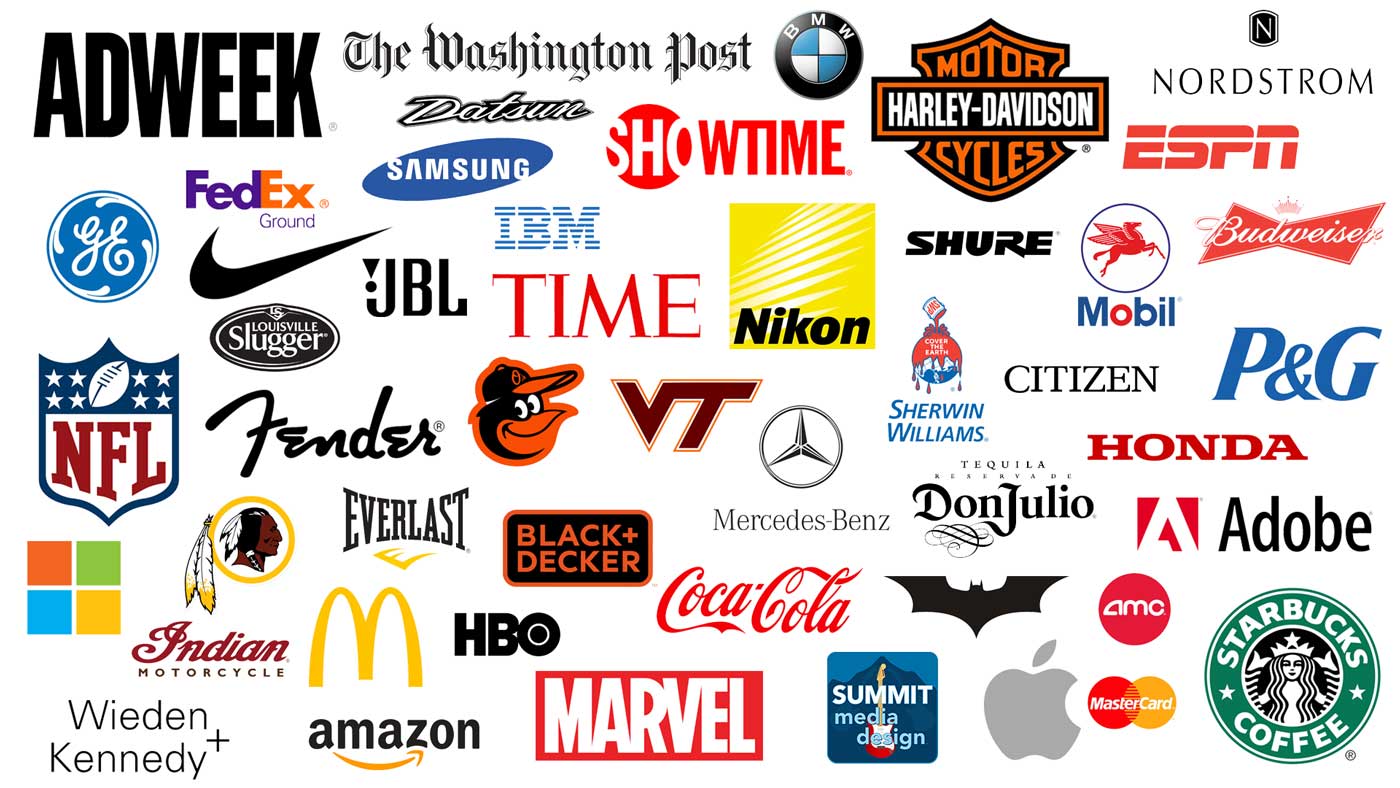 ADWEEK
The Washington Post
BMW
MOTOR
HARLEY-DAVIDSON
CYCLES
N
NORDSTROM
Datsun
SHOWTIME
ESPN
SAMSUNG
FedEx
Ground
GE
IBM
SHURE
Budweiser
JBL
TIME
Nikon
Mobil
LS
LOUISVILLE
Slugger
SWP
COVER
THE
EARTH
SHERWIN
WILLIAMS
CITIZEN
P&G
NFL
Fender
VT
HONDA
Mercedes-Benz
TEQUILA
RESERVA DE
Don Julio
Adobe
EVERLAST
BLACK+
DECKER
Coca-Cola
amc
STARBUCKS
COFFEE
Indian
MOTORCYCLE
M
HBO
MARVEL
SUMMIT
media
design
MasterCard
Wieden
Kennedy+
amazon